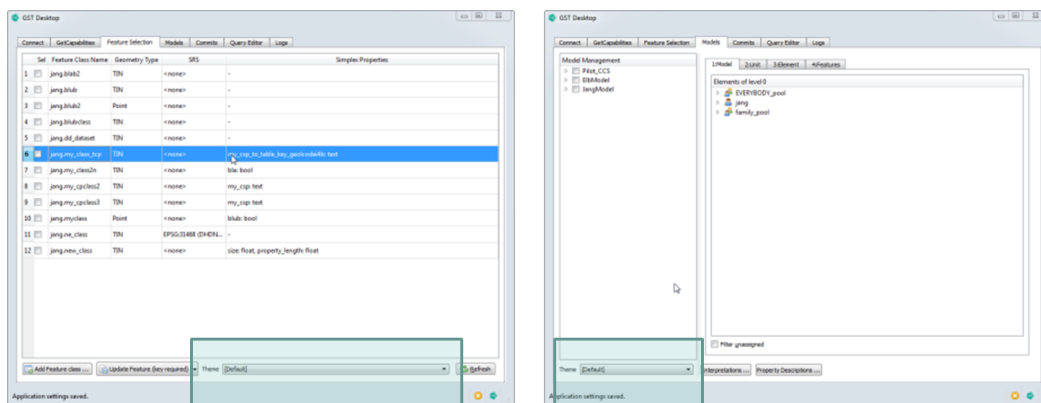 GST Desktop
Connect GetCapabilities Feature Selection Models Commits Query Editor Logs
Sel Feature Class Name Geometry Type SRS Simplex Properties
1 jang.blab2 TIN <none> -
2 jang.blub TIN <none> -
3 jang.blub2 Point <none> -
4 jang.blubclass TIN <none> -
5 jang.dd_dataset TIN <none> -
6 jang.my_class_tcp TIN <none> text
7 jang.my_class2n TIN <none> bla: bool
8 jang.my_cpclass2 TIN <none> my_csp: text
9 jang.my_cpclass3 TIN <none> my_csp: text
10 jang.myclass Point <none> blub: bool
11 jang.ne_class TIN EPSG:31468 (DHDN... -
12 jang.new_class TIN <none> size: float, property_length: float
Add Feature class ... Update Feature (key required) Theme [Default] Refresh
Application settings saved.
GST Desktop
Connect GetCapabilities Feature Selection Models Commits Query Editor Logs
Model Management
Pilot_CCS
ElbModel
JangModel
1:Model 2:Unit 3:Element 4:Features
Elements of level 0
EVERYBODY_pool
jang
family_pool
Filter unassigned
Theme [Default] nterpretations ... Property Descriptions ...
Application settings saved.